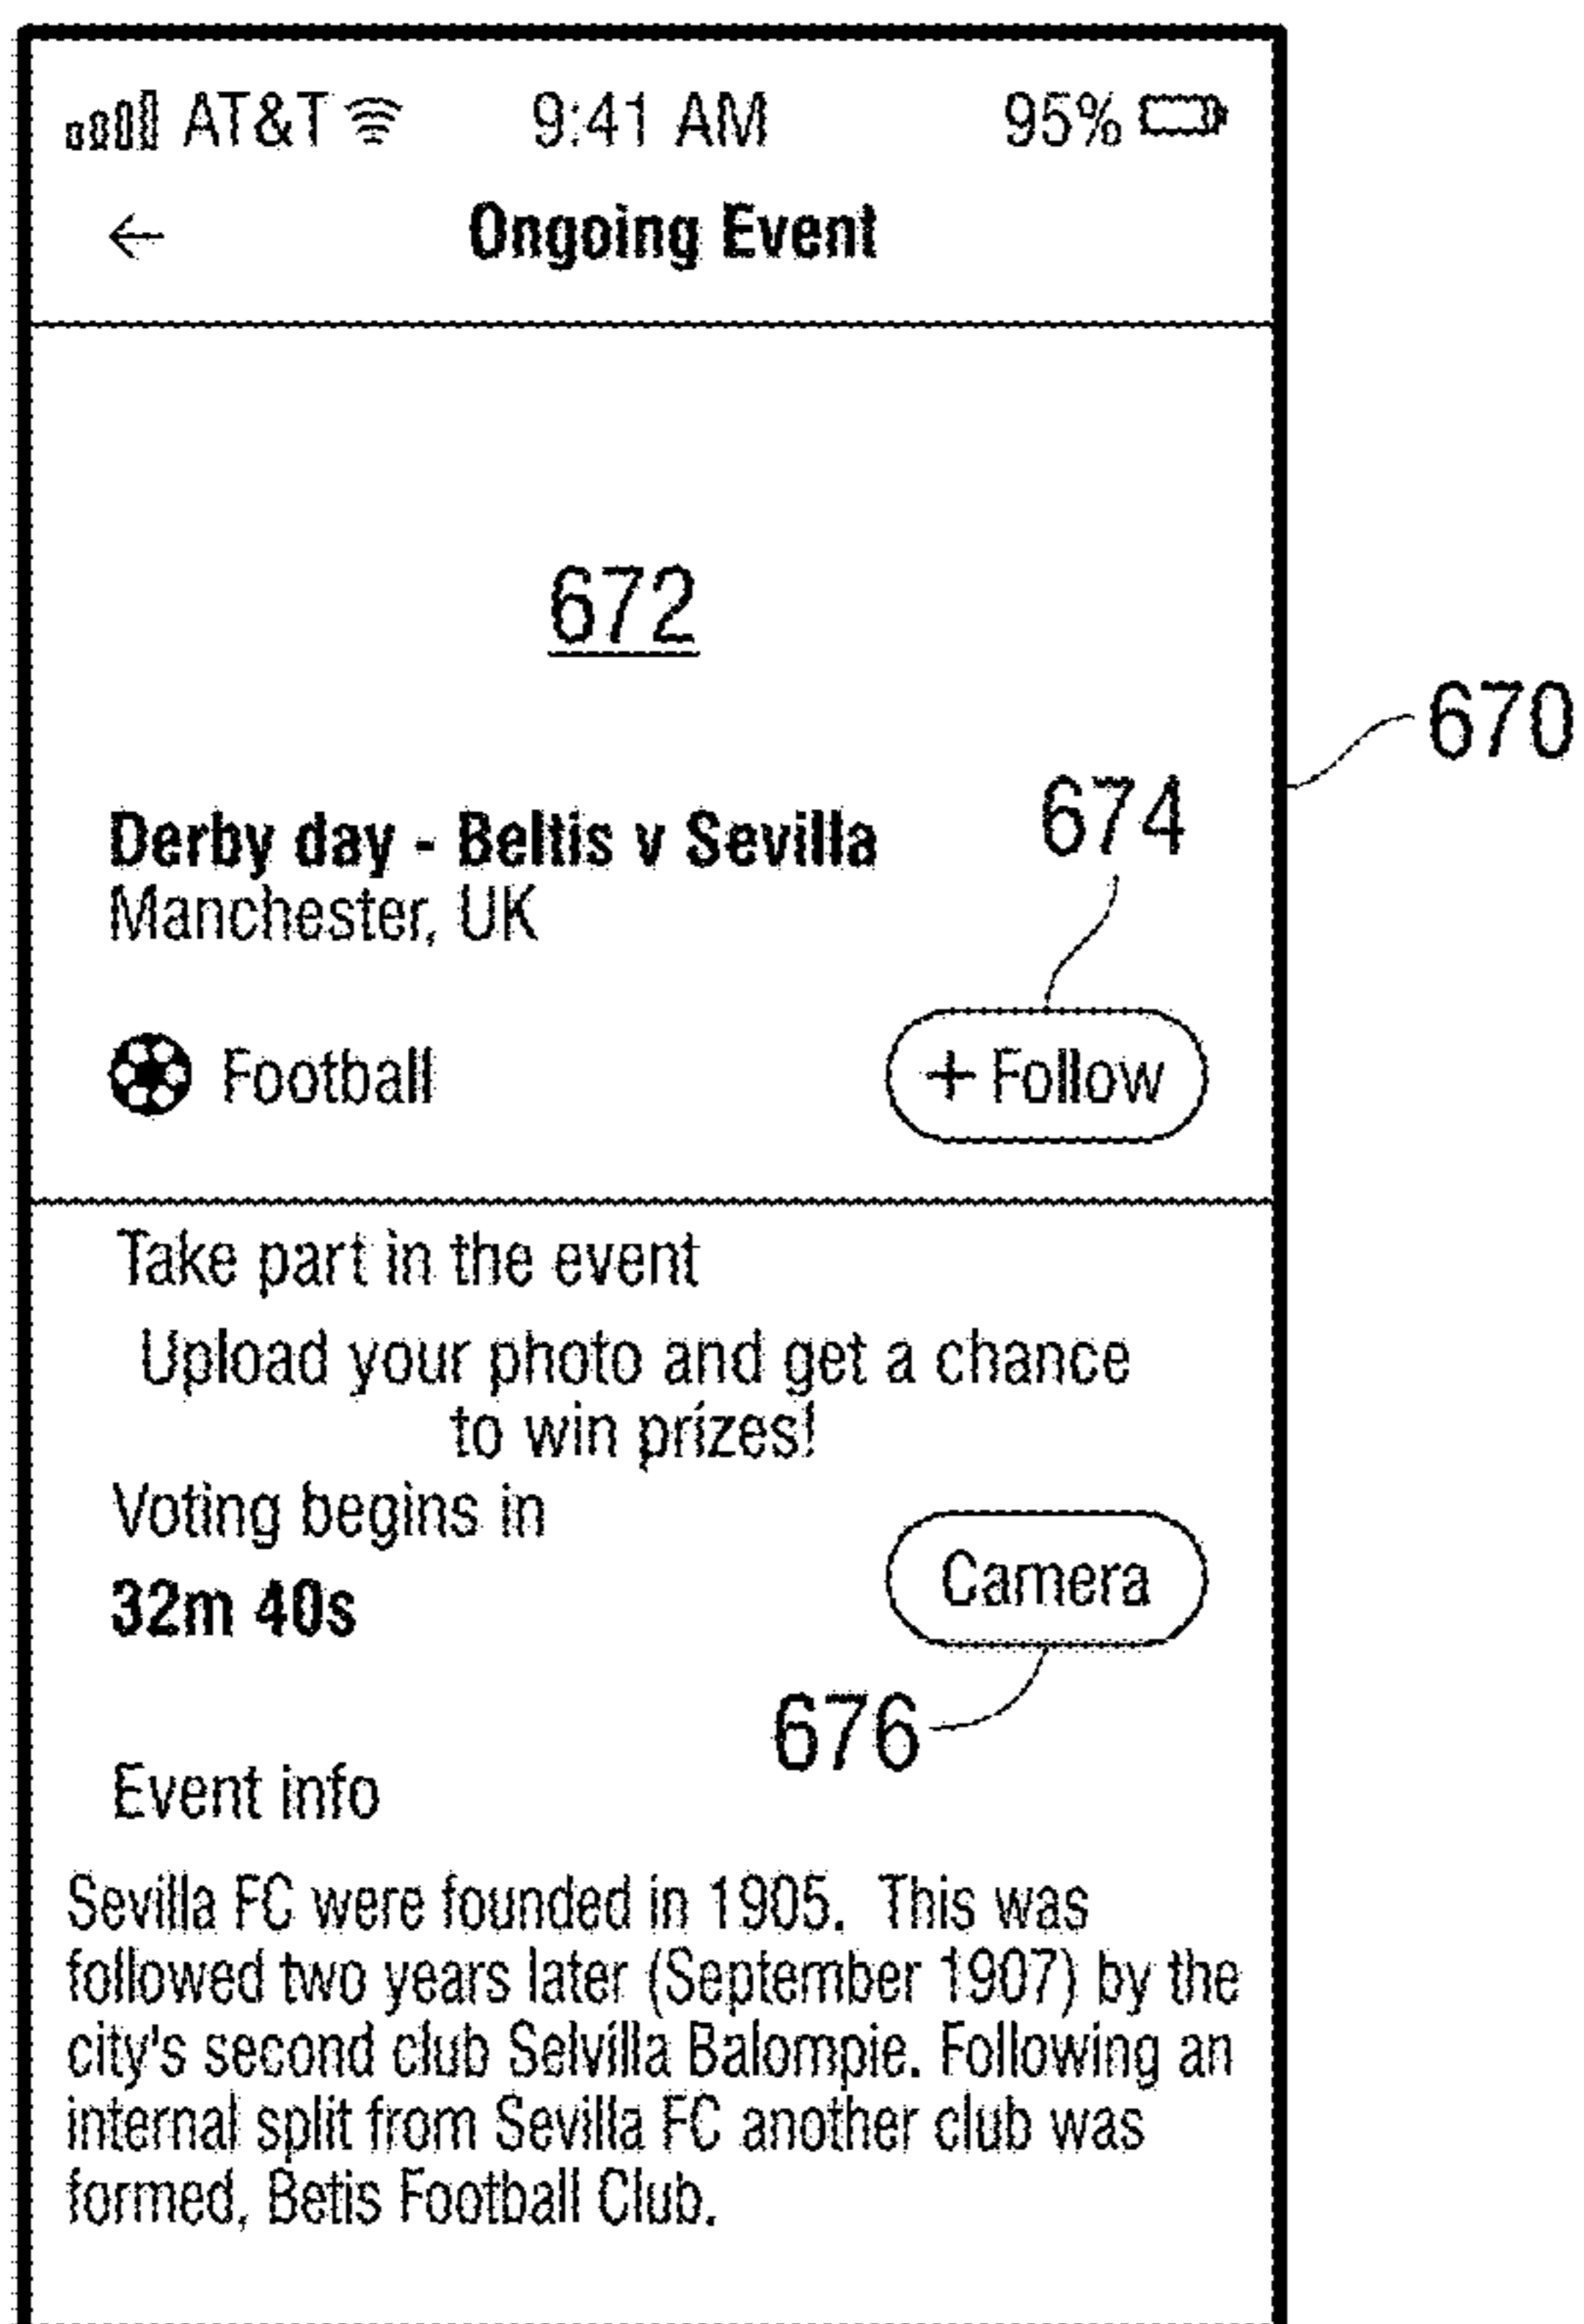 AT&T 9:41 AM 95%
← Ongoing Event
672
670
674
Derby day - Beltis v Sevilla
Manchester, UK
Football + Follow
Take part in the event
Upload your photo and get a chance
to win prizes!
Voting begins in
Camera
32m 40s
676
Event info
Sevilla FC were founded in 1905. This was
followed two years later (September 1907) by the
city's second club Selvilla Balompie. Following an
internal split from Sevilla FC another club was
formed, Betis Football Club.